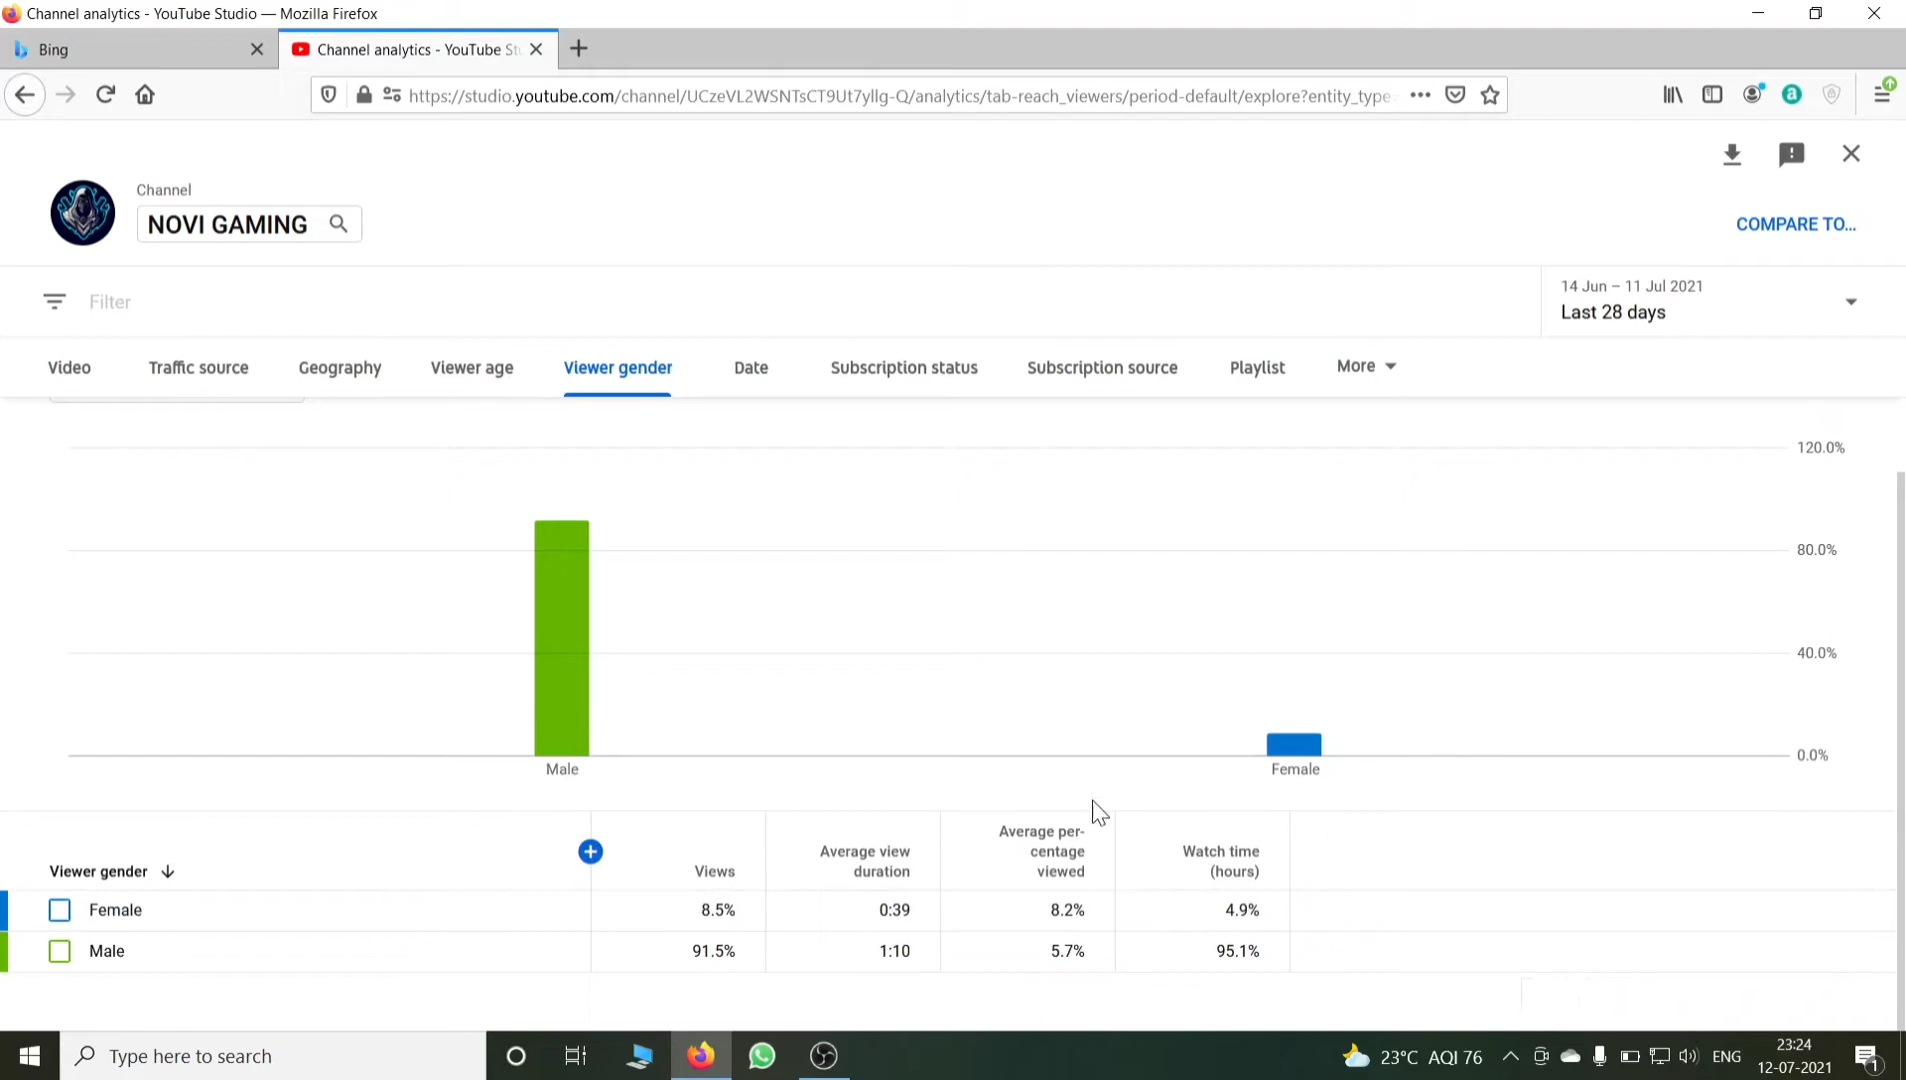 Channel analytics - YouTube Studio — Mozilla Firefox
Bing
Channel analytics - YouTube St
https://studio.youtube.com/channel/UCzeVL2WSNTsCT9Ut7yllg-Q/analytics/tab-reach_viewers/period-default/explore?entity_type=
Channel
NOVI GAMING
COMPARE TO...
Filter
14 Jun – 11 Jul 2021
Last 28 days
Video Traffic source Geography Viewer age Viewer gender Date Subscription status Subscription source Playlist More
120.0%
80.0%
40.0%
0.0%
Male Female
Viewer gender Views Average view duration Average per-centage viewed Watch time (hours)
Female 8.5% 0:39 8.2% 4.9%
Male 91.5% 1:10 5.7% 95.1%
Type here to search
23°C AQI 76
ENG
23:24
12-07-2021
1